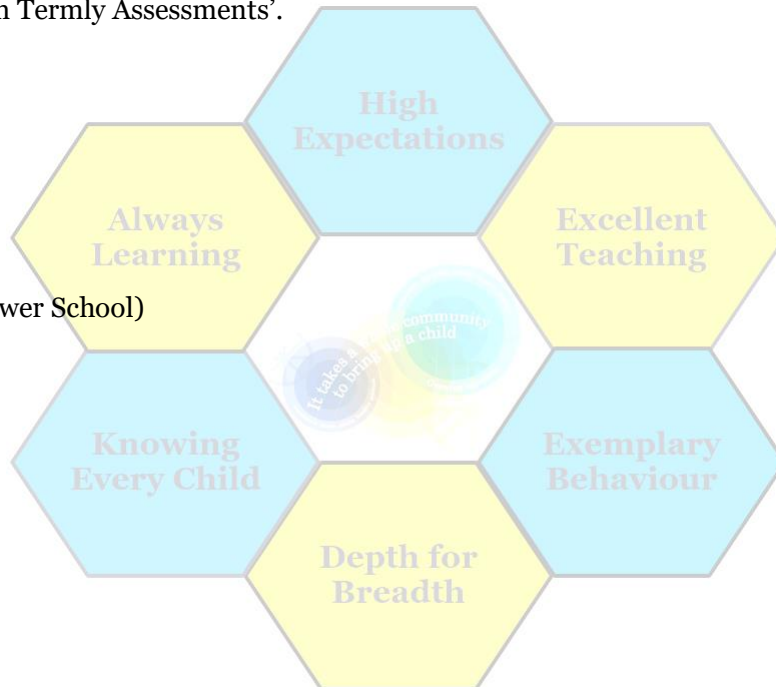 n Termly Assessments’.
High
Expectations
Always
Learning
Excellent
Teaching
wer School)
It takes a community
to bring up a child
Knowing
Every Child
Exemplary
Behaviour
Depth for
Breadth